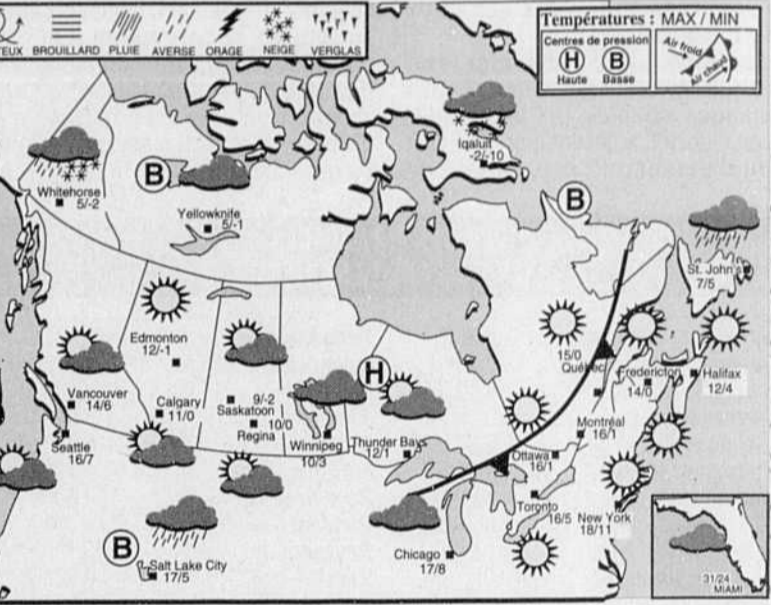 TEUX BROUILLARD PLUIE AVERSE ORAGE NEIGE VERGLAS
Températures : MAX / MIN
Centres de pression
H B
Haute Basse
Air froid
Air chaud
Iqaluit
-2/-10
B
B
Whitehorse
5/-2
Yellowknife
5/-1
St. John's
7/5
Edmonton
12/-1
15/0
Québec
Fredericton
14/0
Halifax
12/4
H
Vancouver
14/6
Calgary
11/0
9/-2
Saskatoon
10/0
Regina
Winnipeg
10/3
Thunder Bay
12/1
Montréal
16/1
Ottawa
16/1
Seattle
16/7
Toronto
16/5
New York
18/11
B
Salt Lake City
17/5
Chicago
17/8
31/24
MIAMI